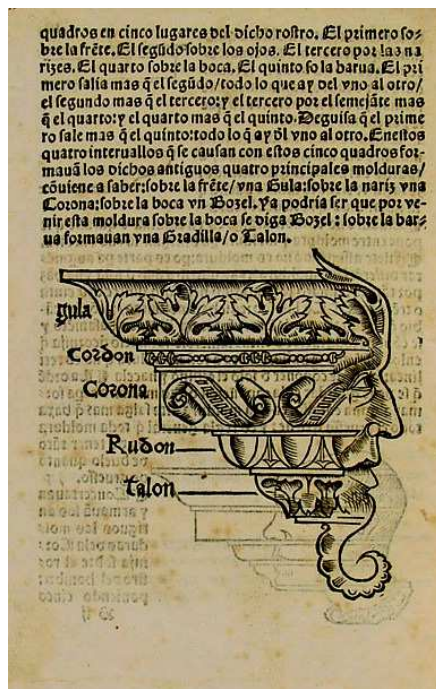 quadros en cinco lugares del dicho rostro. El primero so-
bre la frēte. El segūdo sobre los ojos. El tercero por las na
rizes. El quarto sobre la boca. El quinto so la barua. El pri
mero salia mas q̄ el segūdo/todo lo que ay del vno al otro/
el segundo mas q̄ el tercero: y el tercero por el semejāte mas
q̄ el quarto: y el quarto mas q̄ el quinto. De guisa q̄ el prime
ro sale mas q̄ el quinto: todo lo q̄ ay dl̄ vno al otro. En estos
quatro interuallos q̄ se causan con estos cinco quadros for-
mauā los dichos antiguos quatro principales molduras/
cōuiene a saber: sobre la frēte/vna Gula: sobre la nariz vna
Corona: sobre la boca vn Bozel. Ya podria ser que por ve-
nir esta moldura sobre la boca se diga Bozel: sobre la bar-
ua formauan vna Gradilla/o Talon.
gula
Cordon
Corona
Rudon
talon